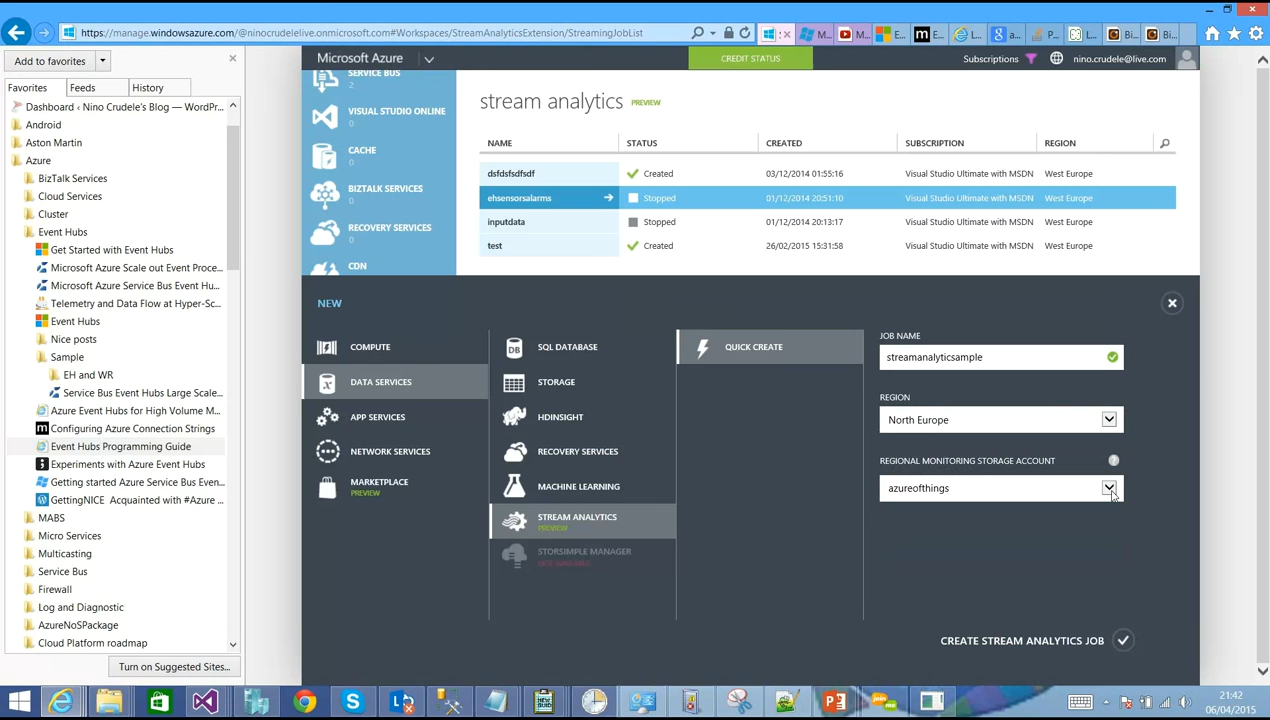 https://manage.windowsazure.com/@ninocrudelelive.onmicrosoft.com#Workspaces/StreamAnalyticsExtension/StreamingJobList
S...
M...
M...
E...
E...
L...
a...
P...
L...
Bi...
Bi...
Add to favorites
Favorites
Feeds
History
Dashboard ‹ Nino Crudele's Blog — WordPr...
Android
Aston Martin
Azure
BizTalk Services
Cloud Services
Cluster
Event Hubs
Get Started with Event Hubs
Microsoft Azure Scale out Event Proce...
Microsoft Azure Service Bus Event Hu...
Telemetry and Data Flow at Hyper-Sc...
Event Hubs
Nice posts
Sample
EH and WR
Service Bus Event Hubs Large Scale...
Azure Event Hubs for High Volume M...
Configuring Azure Connection Strings
Event Hubs Programming Guide
Experiments with Azure Event Hubs
Getting started Azure Service Bus Even...
GettingNICE Acquainted with #Azure ...
MABS
Micro Services
Multicasting
Service Bus
Firewall
Log and Diagnostic
AzureNoSPackage
Cloud Platform roadmap
Turn on Suggested Sites...
Microsoft Azure
CREDIT STATUS
Subscriptions
nino.crudele@live.com
SERVICE BUS
2
VISUAL STUDIO ONLINE
0
CACHE
0
BIZTALK SERVICES
0
RECOVERY SERVICES
0
CDN
stream analytics PREVIEW
NAME STATUS CREATED SUBSCRIPTION REGION
dsfdsfsdfsdf Created 03/12/2014 01:55:16 Visual Studio Ultimate with MSDN West Europe
ehsensorsalarms Stopped 01/12/2014 20:51:10 Visual Studio Ultimate with MSDN West Europe
inputdata Stopped 01/12/2014 20:13:17 Visual Studio Ultimate with MSDN West Europe
test Created 26/02/2015 15:31:58 Visual Studio Ultimate with MSDN West Europe
NEW
COMPUTE
DATA SERVICES
APP SERVICES
NETWORK SERVICES
MARKETPLACE
PREVIEW
SQL DATABASE
STORAGE
HDINSIGHT
RECOVERY SERVICES
MACHINE LEARNING
STREAM ANALYTICS
PREVIEW
STORSIMPLE MANAGER
NOT AVAILABLE
QUICK CREATE
JOB NAME
streamanalyticsample
REGION
North Europe
REGIONAL MONITORING STORAGE ACCOUNT
?
azureofthings
CREATE STREAM ANALYTICS JOB
21:42
06/04/2015